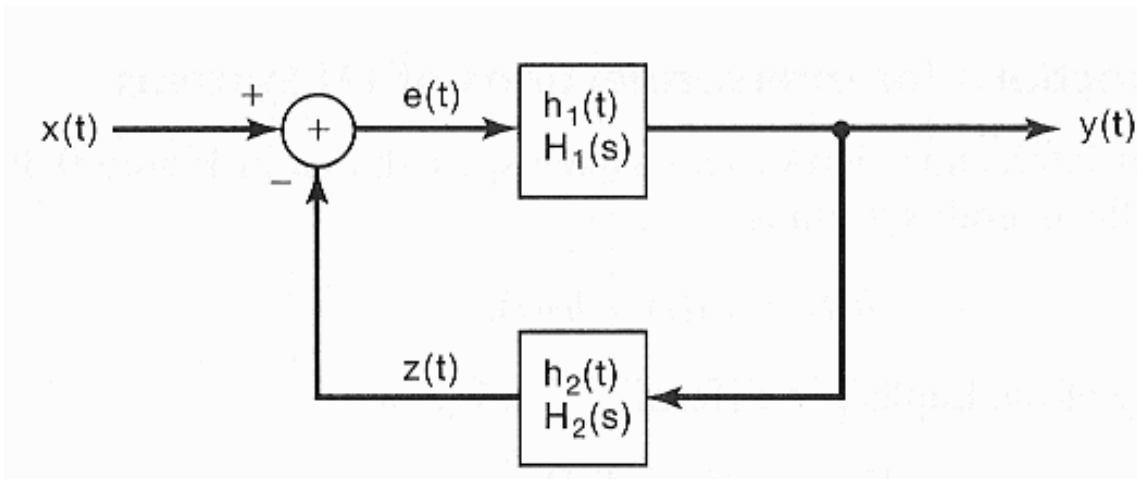 +
x(t)
+
e(t)
h₁(t)
H₁(s)
y(t)
−
z(t)
h₂(t)
H₂(s)